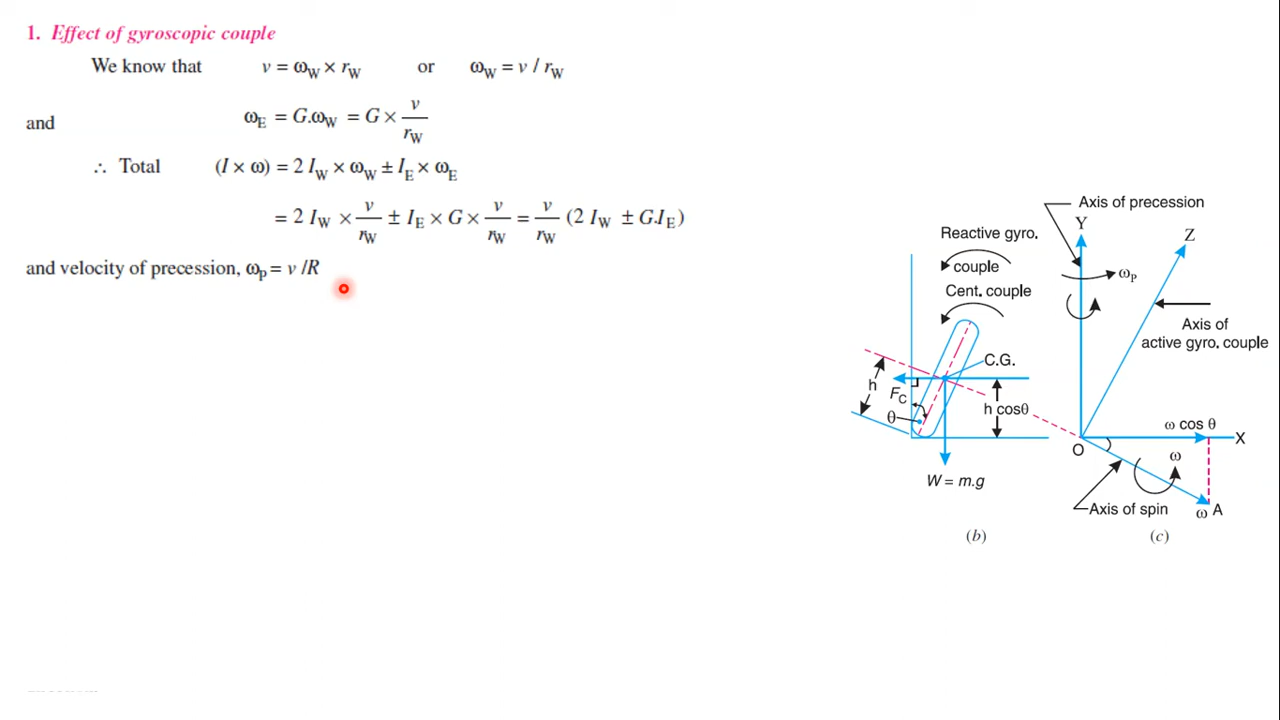 1. Effect of gyroscopic couple
We know that v = ω_W × r_W or ω_W = v / r_W
and ω_E = G.ω_W = G × v/r_W
∴ Total (I × ω) = 2 I_W × ω_W ± I_E × ω_E
= 2 I_W × v/r_W ± I_E × G × v/r_W = v/r_W (2 I_W ± G.I_E)
and velocity of precession, ω_p = v /R
Axis of precession
Y
Z
Reactive gyro.
couple
Cent. couple
ω_P
Axis of
active gyro. couple
C.G.
h
F_C
θ
h cosθ
ω cos θ
X
O
ω
W = m.g
Axis of spin
ω A
(b)
(c)